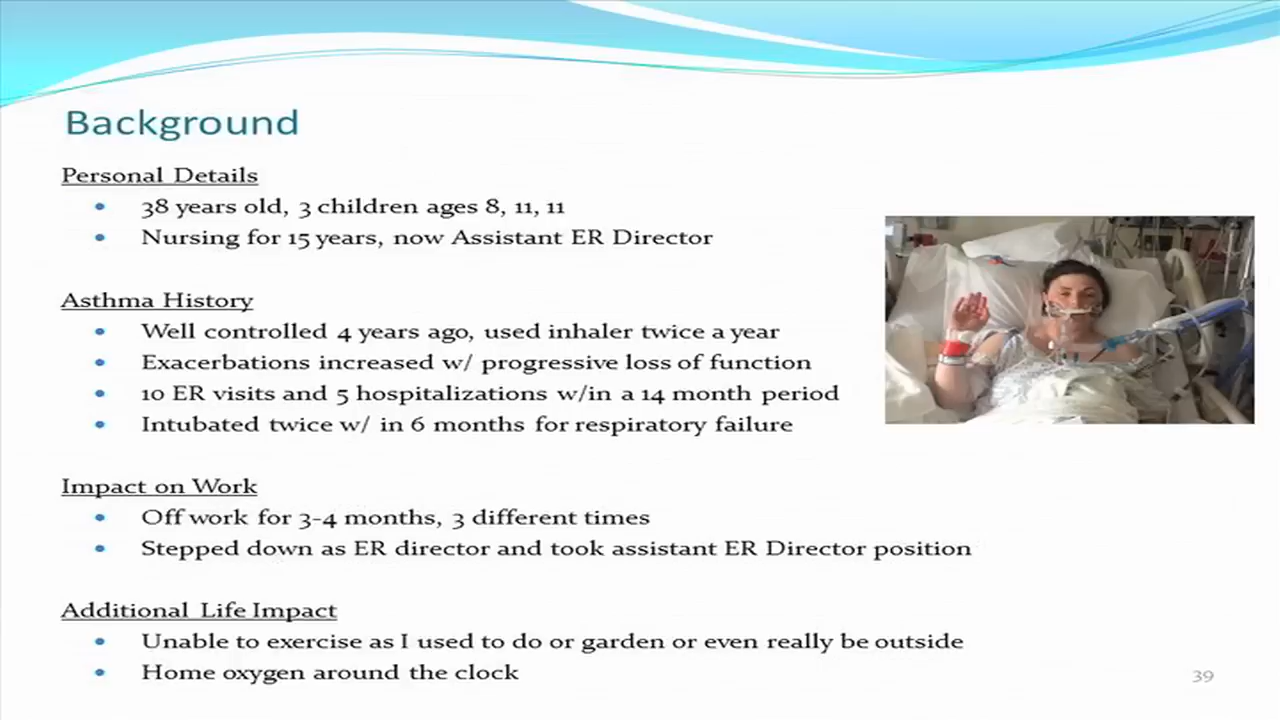 Background
Personal Details
• 38 years old, 3 children ages 8, 11, 11
• Nursing for 15 years, now Assistant ER Director
Asthma History
• Well controlled 4 years ago, used inhaler twice a year
• Exacerbations increased w/ progressive loss of function
• 10 ER visits and 5 hospitalizations w/in a 14 month period
• Intubated twice w/ in 6 months for respiratory failure
Impact on Work
• Off work for 3-4 months, 3 different times
• Stepped down as ER director and took assistant ER Director position
Additional Life Impact
• Unable to exercise as I used to do or garden or even really be outside
• Home oxygen around the clock
39